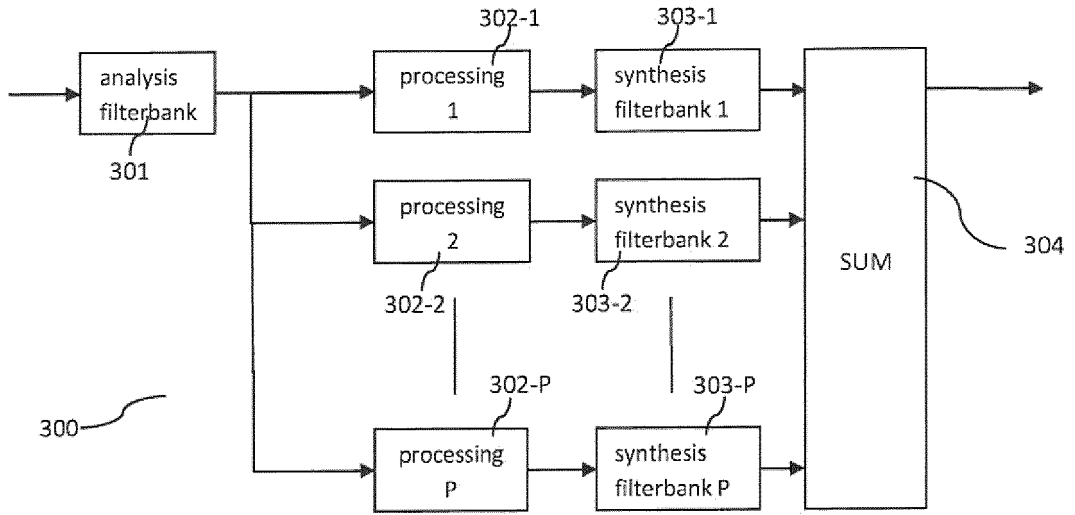 302-1
303-1
analysis
filterbank
301
processing
1
synthesis
filterbank 1
processing
2
302-2
synthesis
filterbank 2
303-2
SUM
304
300
302-P
303-P
processing
P
synthesis
filterbank P